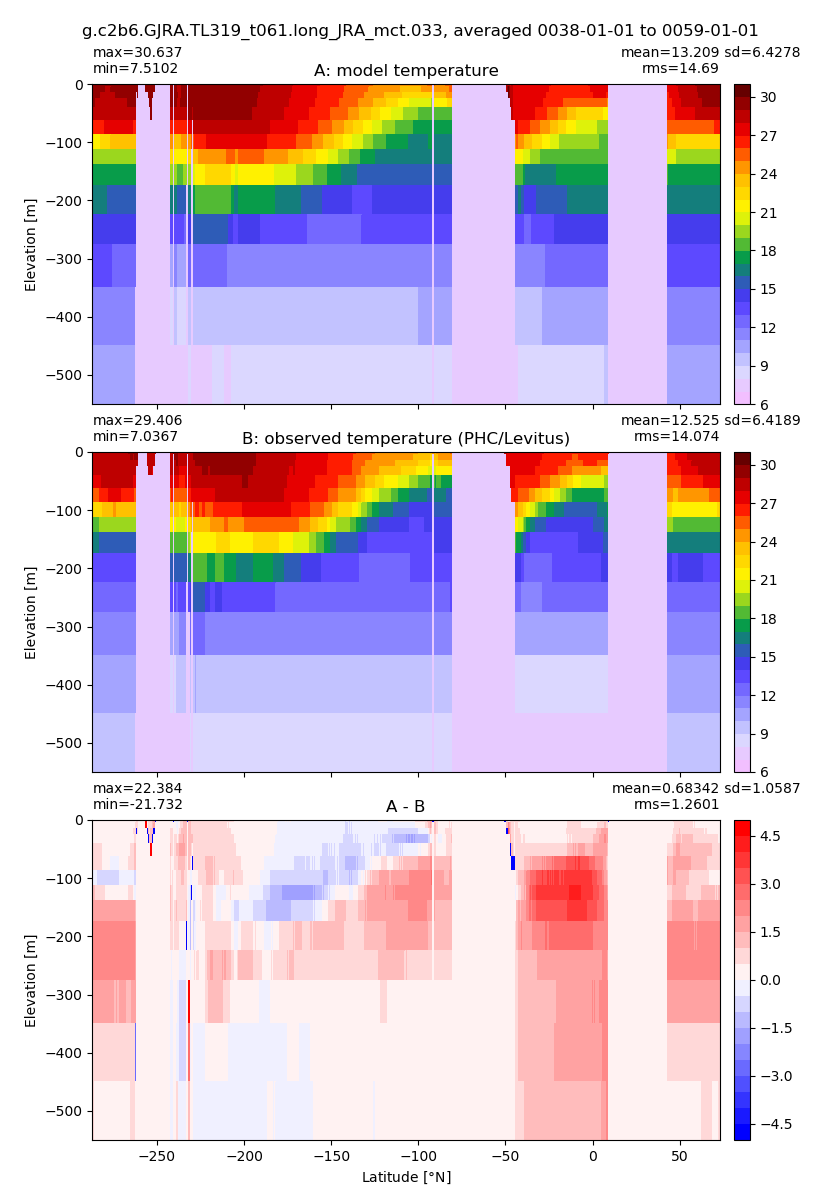 g.c2b6.GJRA.TL319_t061.long_JRA_mct.033, averaged 0038-01-01 to 0059-01-01
max=30.637
min=7.5102
mean=13.209 sd=6.4278
rms=14.69
A: model temperature
Elevation [m]
0
−100
−200
−300
−400
−500
30
27
24
21
18
15
12
9
6
max=29.406
min=7.0367
mean=12.525 sd=6.4189
rms=14.074
B: observed temperature (PHC/Levitus)
Elevation [m]
0
−100
−200
−300
−400
−500
30
27
24
21
18
15
12
9
6
max=22.384
min=-21.732
mean=0.68342 sd=1.0587
rms=1.2601
A - B
Elevation [m]
0
−100
−200
−300
−400
−500
4.5
3.0
1.5
0.0
−1.5
−3.0
−4.5
−250 −200 −150 −100 −50 0 50
Latitude [°N]